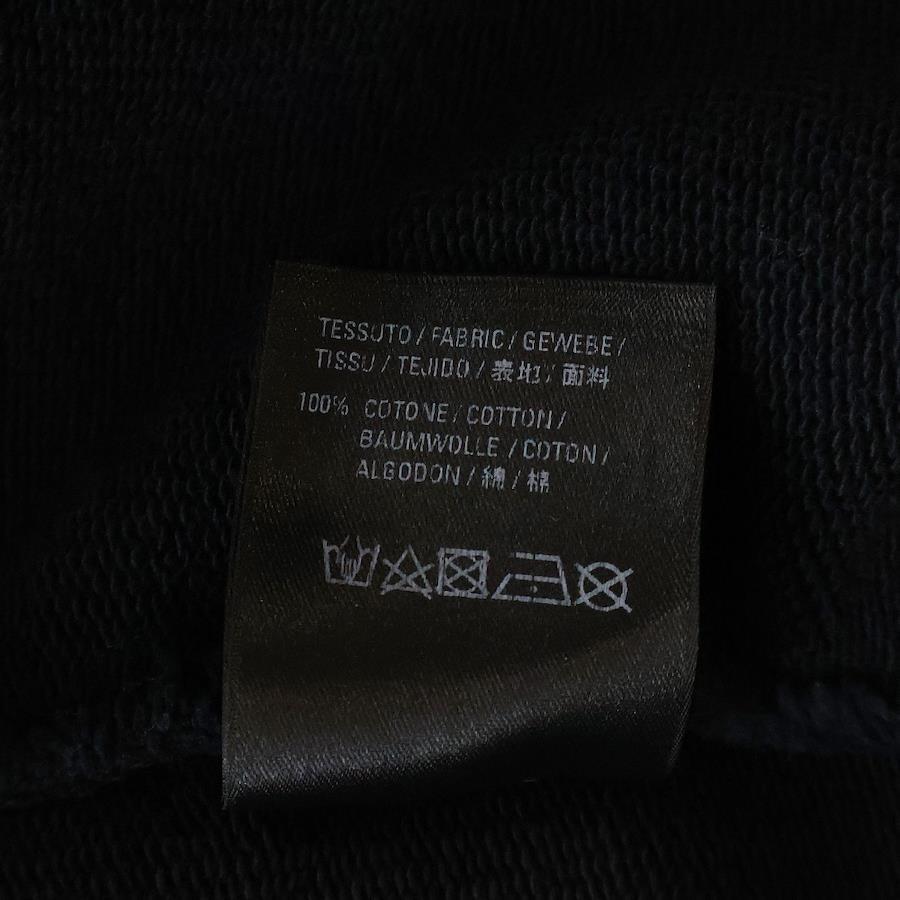 TESSUTO / FABRIC / GEWEBE /
TISSU / TEJIDO / 表地 / 面料
100% COTONE / COTTON /
BAUMWOLLE / COTON /
ALGODON / 綿 / 棉